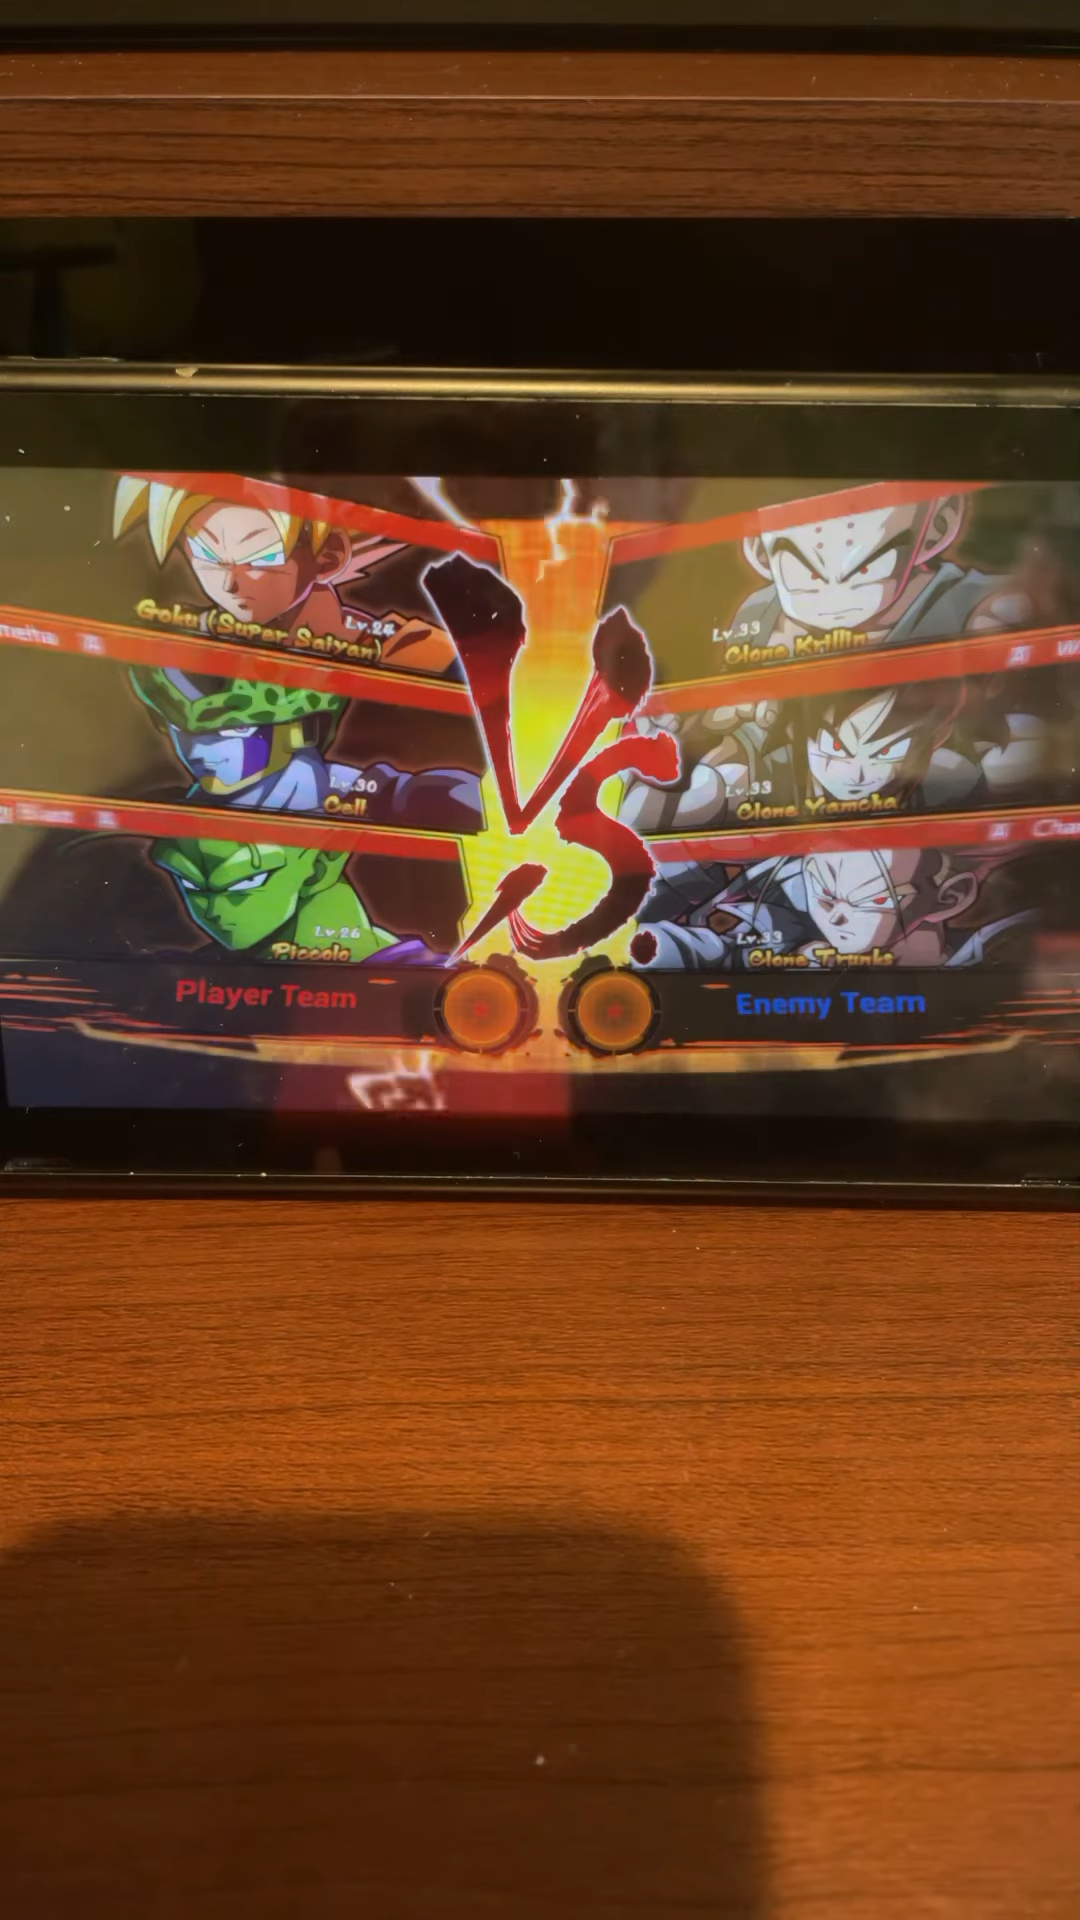 Goku (Super Saiyan)
Lv.24
A
Lv.30
Cell
A
Lv.26
Piccolo
Player Team
VS.
Lv.33
Clone Krillin
A
Lv.33
Clone Yamcha
A
Lv.33
Clone Trunks
Enemy Team